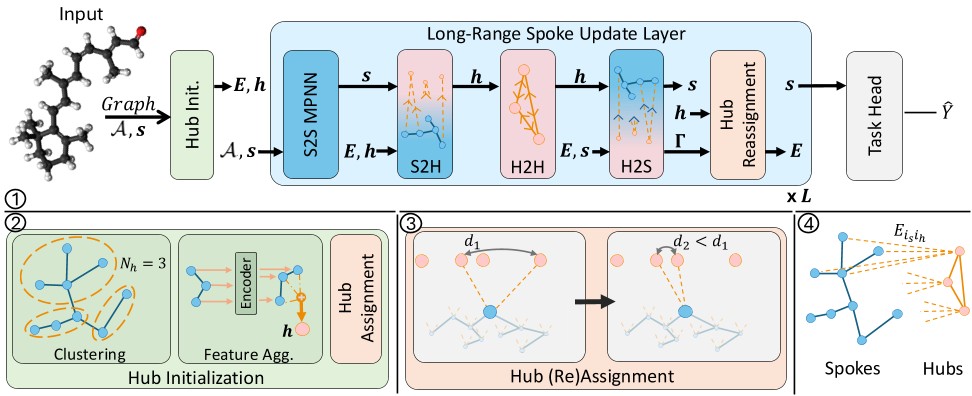 Input
Graph
𝒜, s
Hub Init.
E, h
𝒜, s
Long-Range Spoke Update Layer
S2S MPNN
s
E, h
S2H
h
H2H
h
E, s
H2S
s
h
Γ
Hub
Reassignment
s
E
x L
Task Head
Ŷ
1
2
N_h = 3
Clustering
Encoder
h
Feature Agg.
Hub
Assignment
Hub Initialization
3
d_1
d_2 < d_1
Hub (Re)Assignment
4
E_{i_s i_h}
Spokes
Hubs